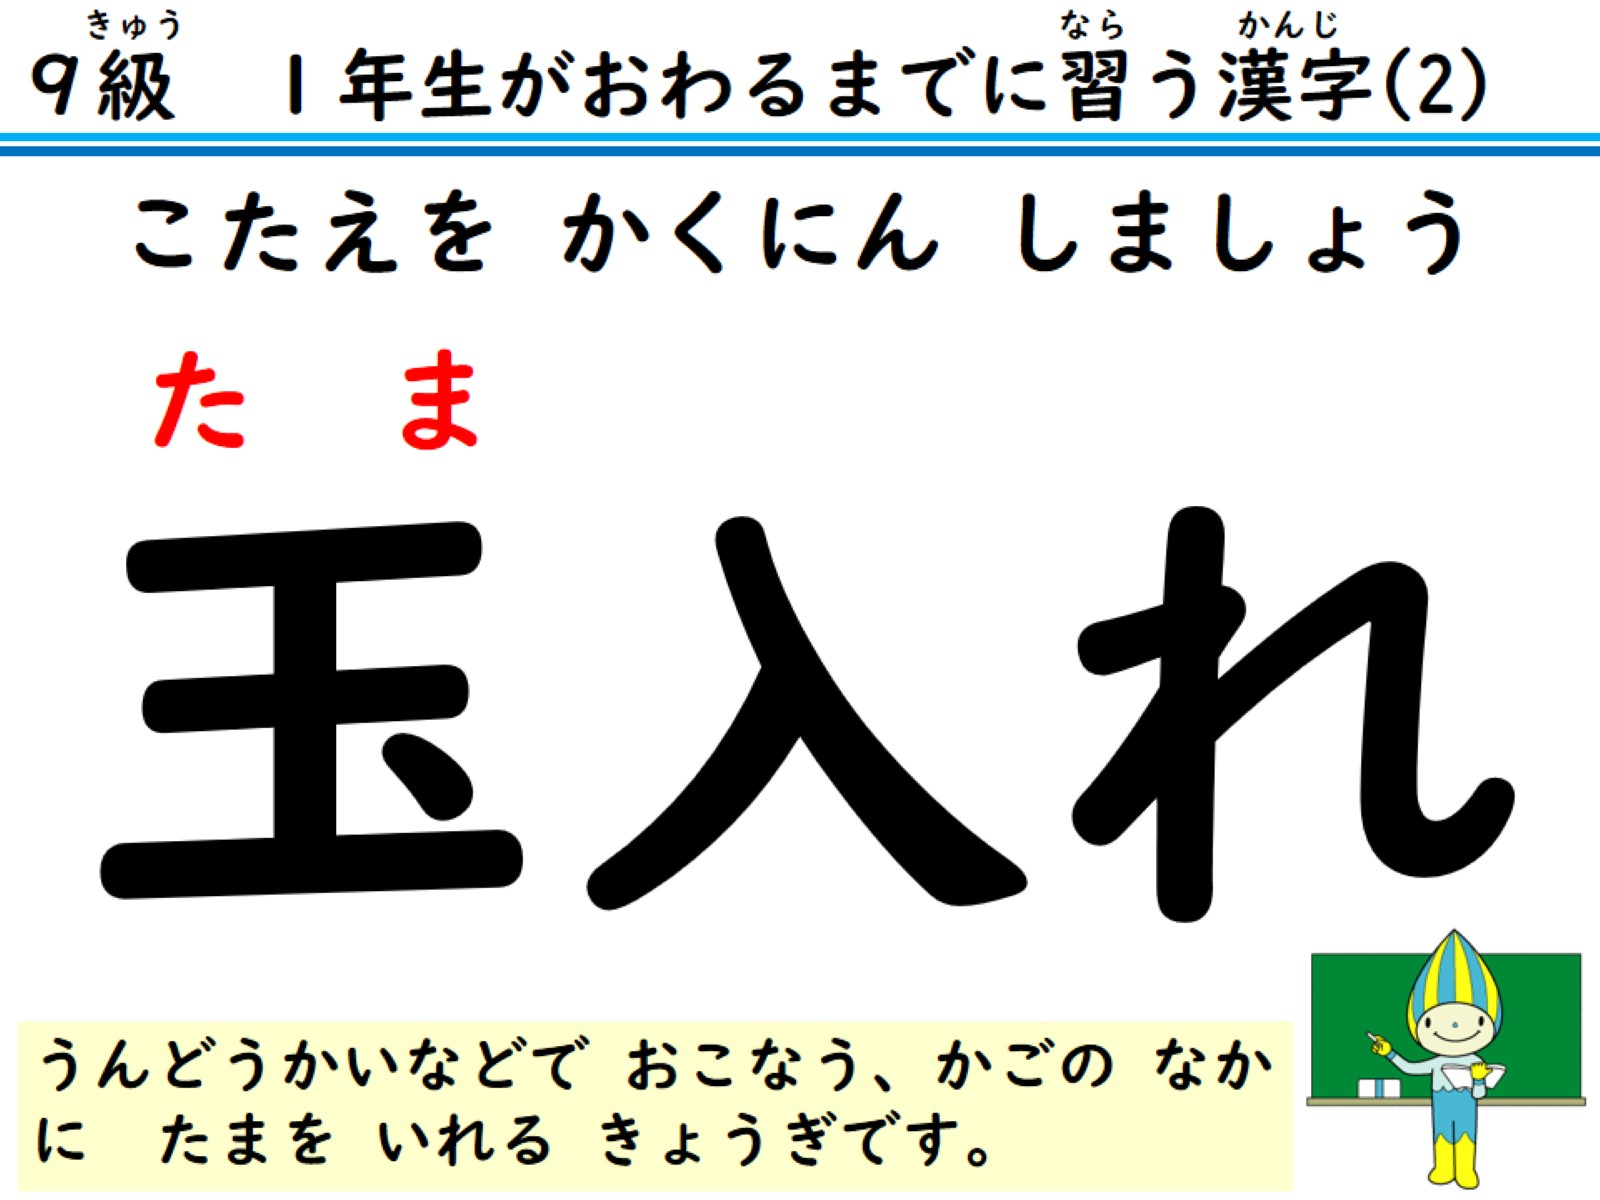 きゅう なら かんじ
9級 1年生がおわるまでに習う漢字(2)
こたえを かくにん しましょう
たま
玉入れ
うんどうかいなどで おこなう、かごの なか
に たまを いれる きょうぎです。